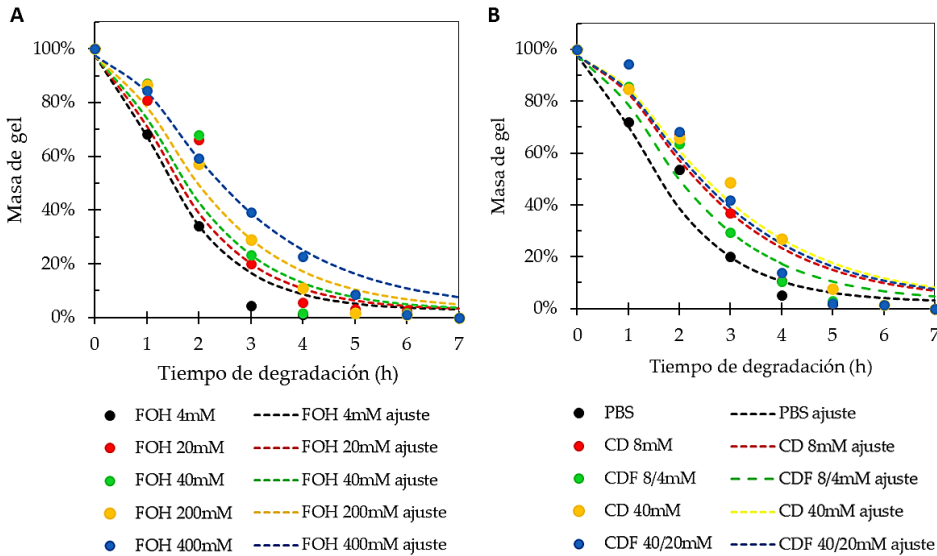 A
100%
80%
60%
40%
20%
0%
Masa de gel
0 1 2 3 4 5 6 7
Tiempo de degradación (h)
FOH 4mM FOH 4mM ajuste
FOH 20mM FOH 20mM ajuste
FOH 40mM FOH 40mM ajuste
FOH 200mM FOH 200mM ajuste
FOH 400mM FOH 400mM ajuste
B
100%
80%
60%
40%
20%
0%
Masa de gel
0 1 2 3 4 5 6 7
Tiempo de degradación (h)
PBS PBS ajuste
CD 8mM CD 8mM ajuste
CDF 8/4mM CDF 8/4mM ajuste
CD 40mM CD 40mM ajuste
CDF 40/20mM CDF 40/20mM ajuste